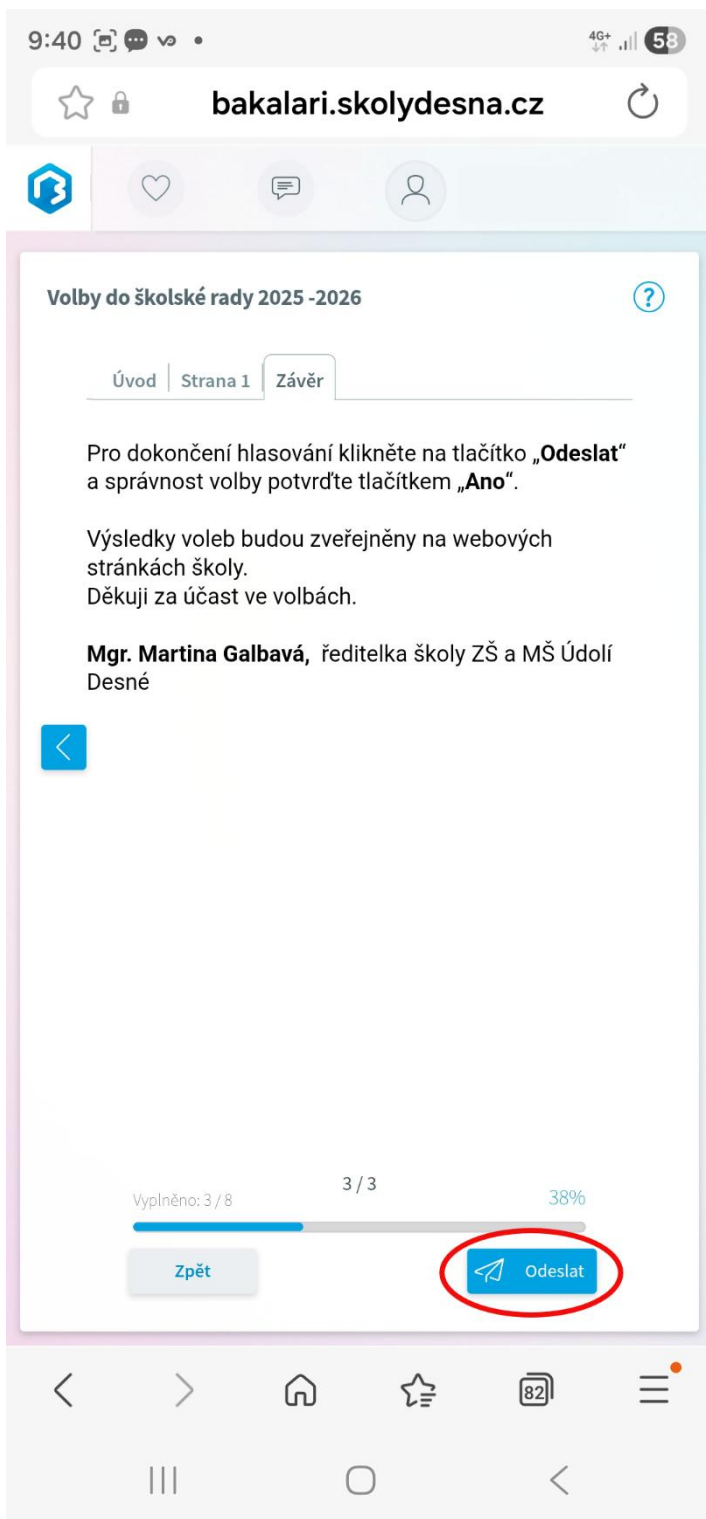 9:40
4G+
58
bakalari.skolydesna.cz
Volby do školské rady 2025 -2026
?
Úvod
Strana 1
Závěr
Pro dokončení hlasování klikněte na tlačítko „Odeslat“
a správnost volby potvrďte tlačítkem „Ano“.
Výsledky voleb budou zveřejněny na webových
stránkách školy.
Děkuji za účast ve volbách.
Mgr. Martina Galbavá, ředitelka školy ZŠ a MŠ Údolí
Desné
3 / 3
Vyplněno: 3 / 8
38%
Zpět
Odeslat
82